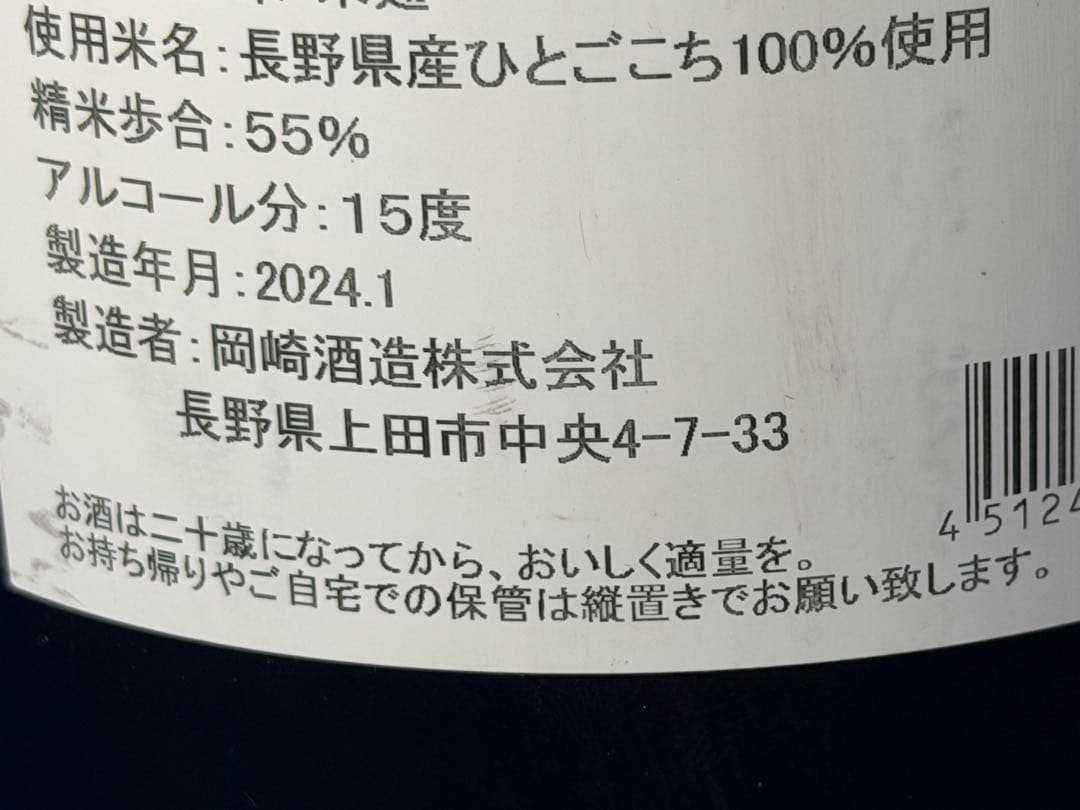 使用米名:長野県産ひとごこち100%使用
精米歩合:55%
アルコール分:15度
製造年月:2024.1
製造者:岡崎酒造株式会社
長野県上田市中央4-7-33
お酒は二十歳になってから、おいしく適量を。
お持ち帰りやご自宅での保管は縦置きでお願い致します。
4 5124